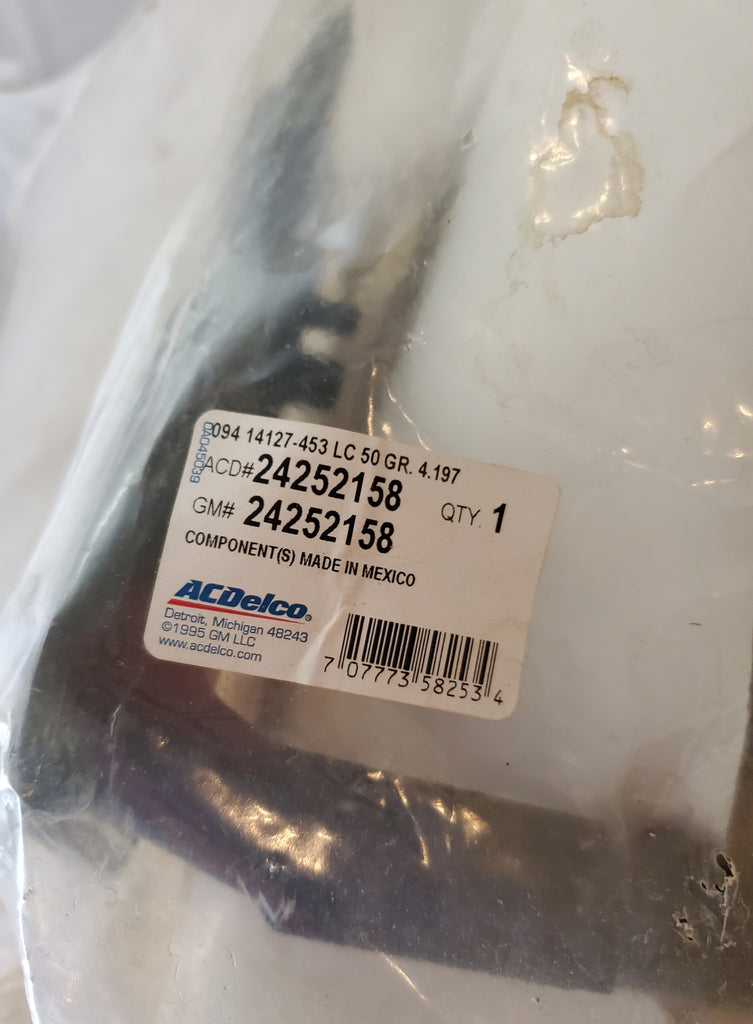 094 14127-453 LC 50 GR. 4.197
0A045039
ACD# 24252158
QTY. 1
GM# 24252158
COMPONENT(S) MADE IN MEXICO
ACDelco®
Detroit, Michigan 48243
©1995 GM LLC
www.acdelco.com
7 07773 58253 4